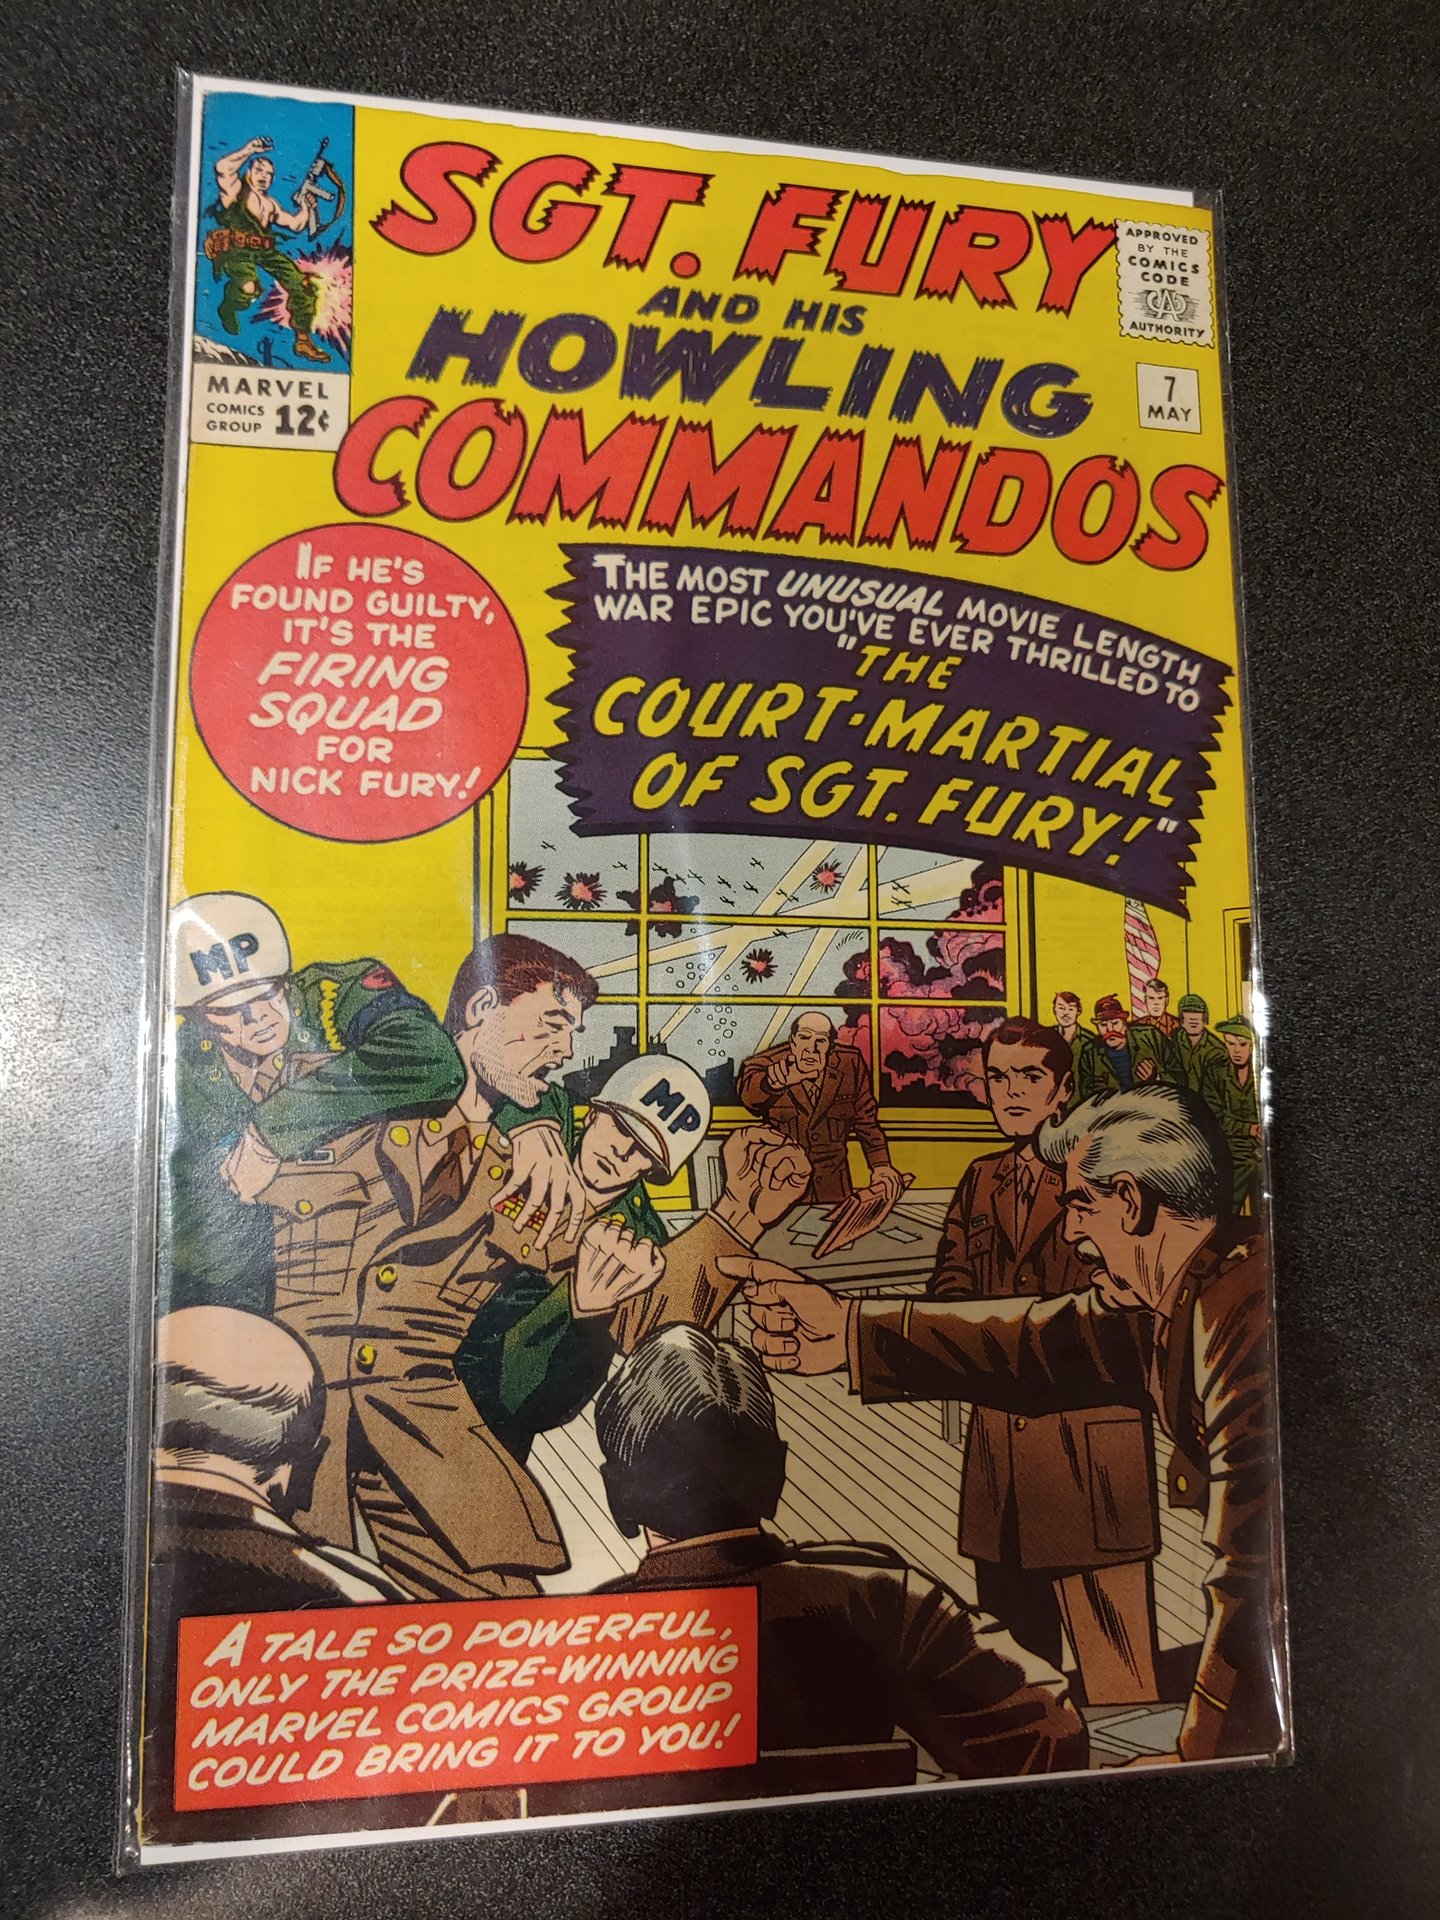 SGT. FURY
AND HIS
HOWLING
COMMANDOS
APPROVED
BY THE
COMICS
CODE
CA
AUTHORITY
MARVEL
COMICS
GROUP 12¢
7
MAY
IF HE'S
FOUND GUILTY,
IT'S THE
FIRING
SQUAD
FOR
NICK FURY!
THE MOST UNUSUAL MOVIE LENGTH
WAR EPIC YOU'VE EVER THRILLED TO
"THE
COURT-MARTIAL
OF SGT. FURY!"
MP
MP
A TALE SO POWERFUL,
ONLY THE PRIZE-WINNING
MARVEL COMICS GROUP
COULD BRING IT TO YOU!